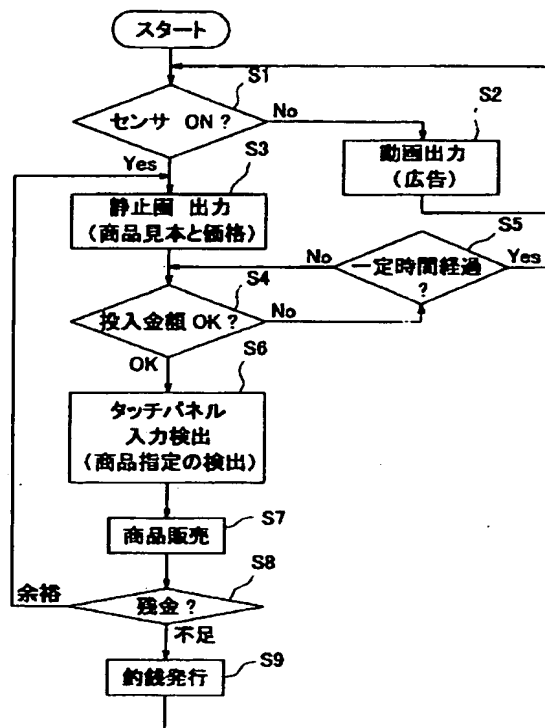 スタート
S1
センサ ON ?
No
S2
Yes
S3
動画出力
(広告)
静止画 出力
(商品見本と価格)
S5
No
一定時間経過
?
Yes
S4
投入金額 OK ?
No
OK
S6
タッチパネル
入力検出
(商品指定の検出)
S7
商品販売
S8
余裕
残金 ?
不足
S9
釣銭発行